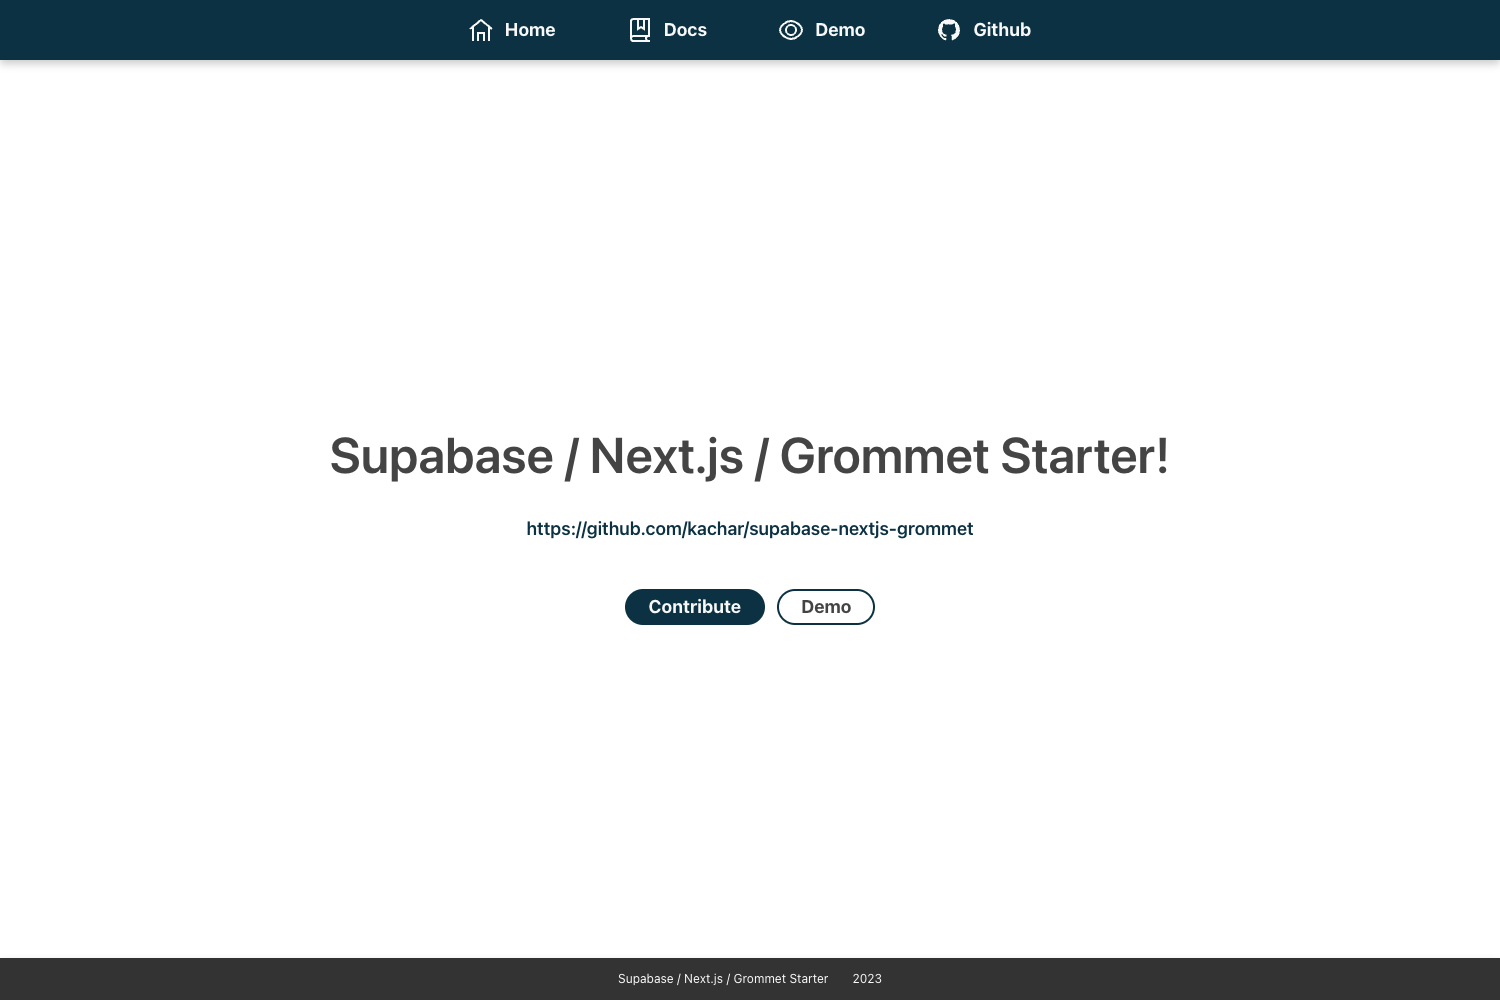 Home Docs Demo Github
Supabase / Next.js / Grommet Starter!
https://github.com/kachar/supabase-nextjs-grommet
Contribute Demo
Supabase / Next.js / Grommet Starter 2023